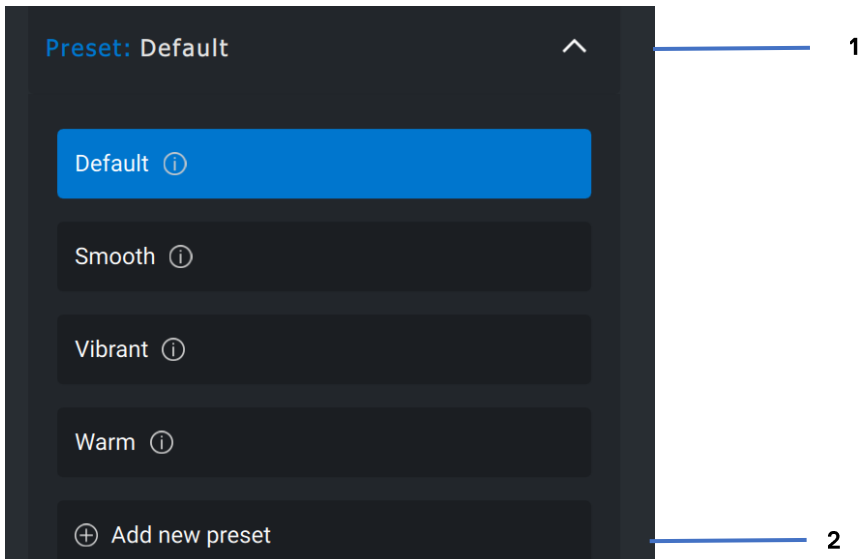 Preset: Default 1
Default
Smooth
Vibrant
Warm
Add new preset 2